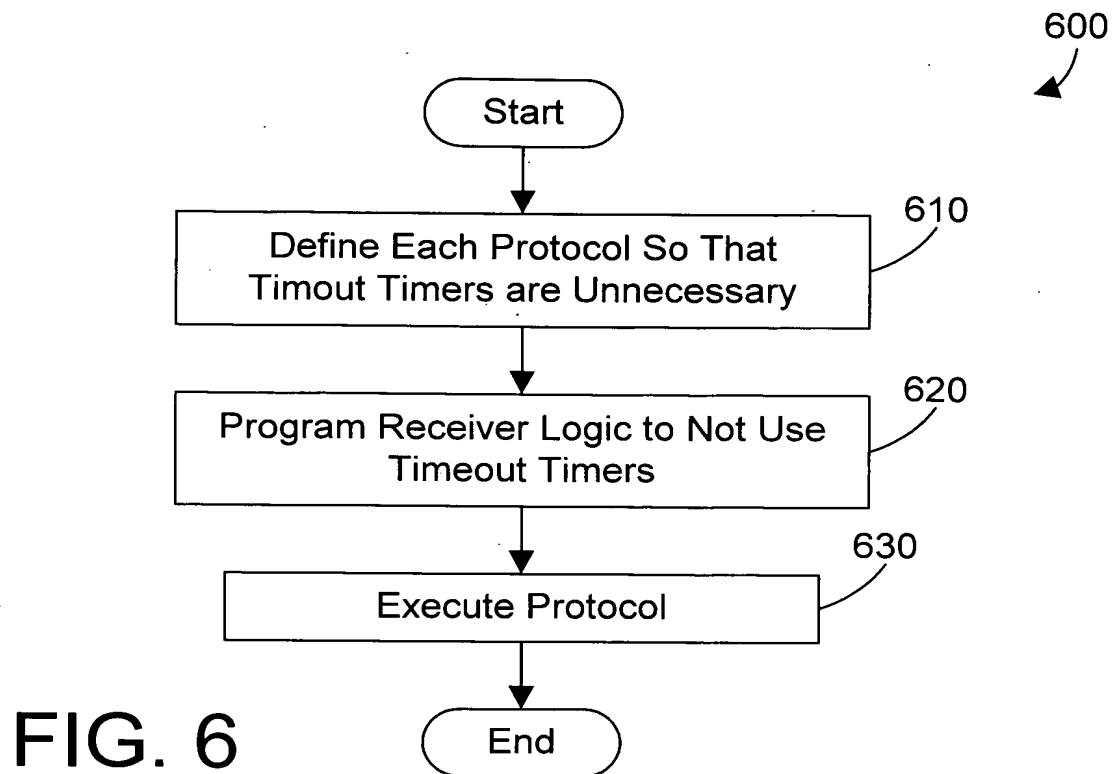 600
Start
610
Define Each Protocol So That
Timout Timers are Unnecessary
620
Program Receiver Logic to Not Use
Timeout Timers
630
Execute Protocol
End
FIG. 6